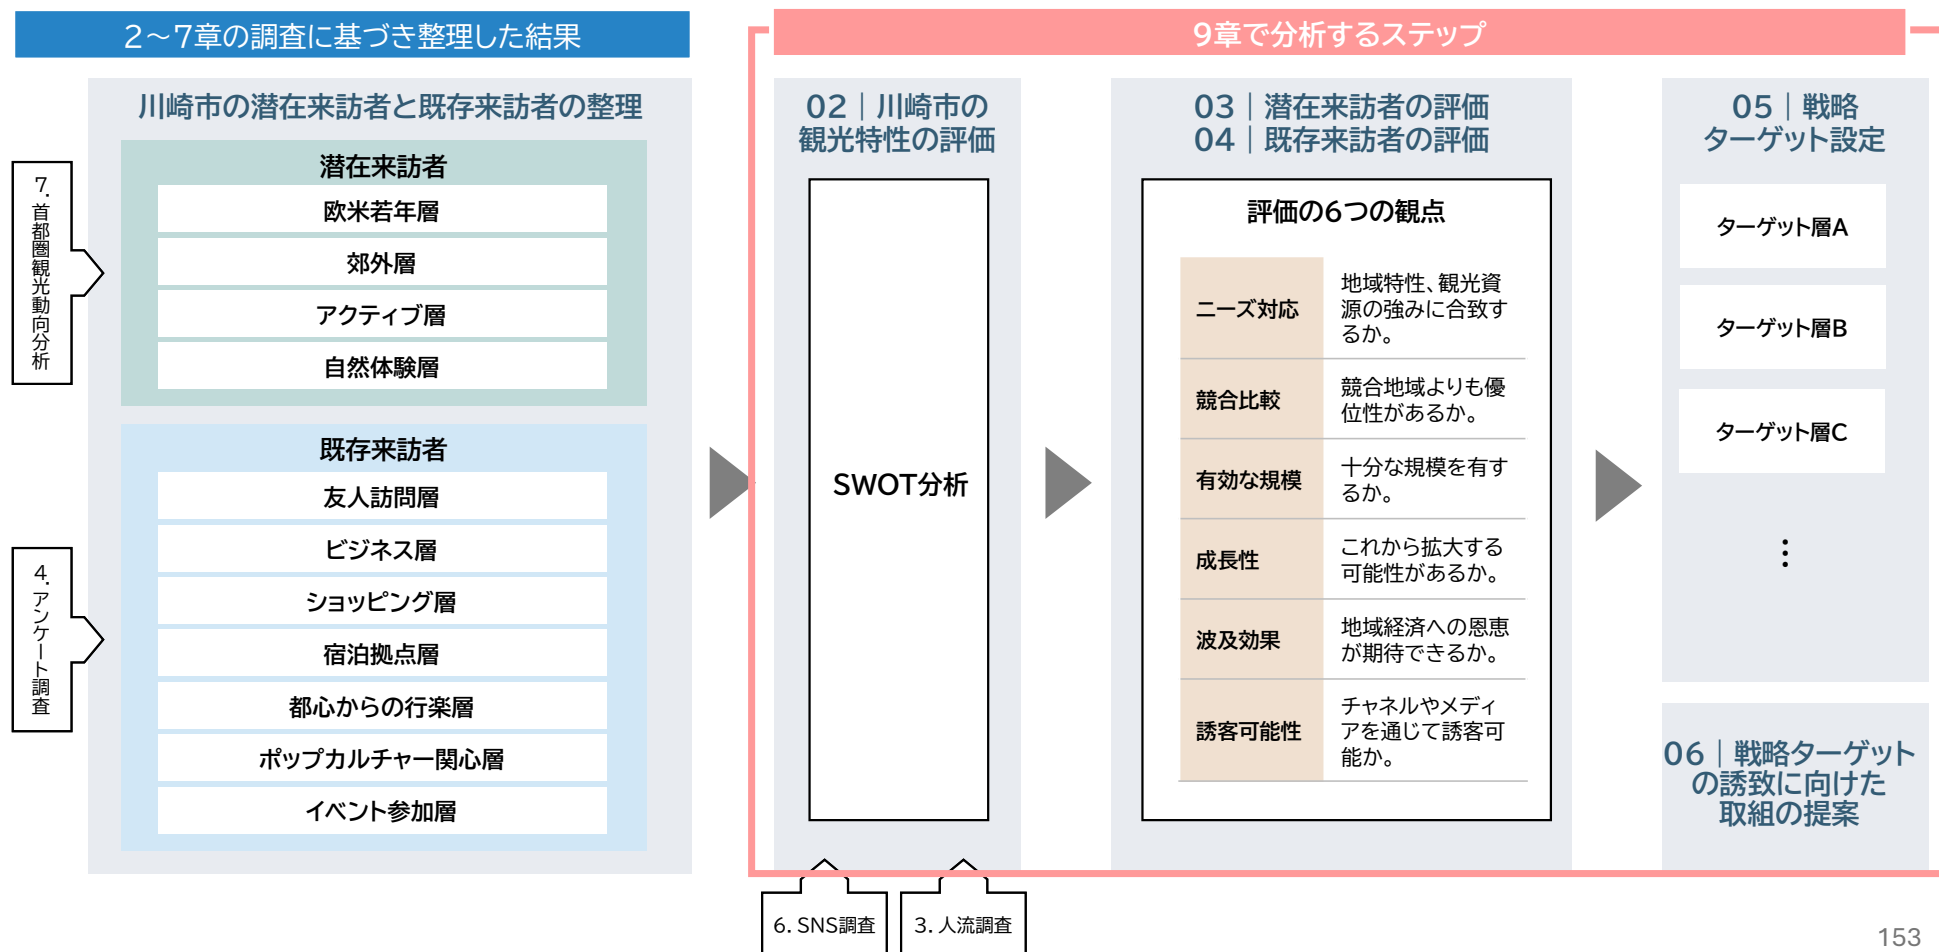 2～7章の調査に基づき整理した結果
川崎市の潜在来訪者と既存来訪者の整理
7．首都圏観光動向分析
潜在来訪者
欧米若年層
郊外層
アクティブ層
自然体験層
4．アンケート調査
既存来訪者
友人訪問層
ビジネス層
ショッピング層
宿泊拠点層
都心からの行楽層
ポップカルチャー関心層
イベント参加層
9章で分析するステップ
02｜川崎市の
観光特性の評価
SWOT分析
6．SNS調査
3．人流調査
03｜潜在来訪者の評価
04｜既存来訪者の評価
評価の6つの観点
ニーズ対応
地域特性、観光資
源の強みに合致す
るか。
競合比較
競合地域よりも優
位性があるか。
有効な規模
十分な規模を有す
るか。
成長性
これから拡大する
可能性があるか。
波及効果
地域経済への恩恵
が期待できるか。
誘客可能性
チャネルやメディ
アを通じて誘客可
能か。
05｜戦略
ターゲット設定
ターゲット層A
ターゲット層B
ターゲット層C
…
06｜戦略ターゲット
の誘致に向けた
取組の提案
153